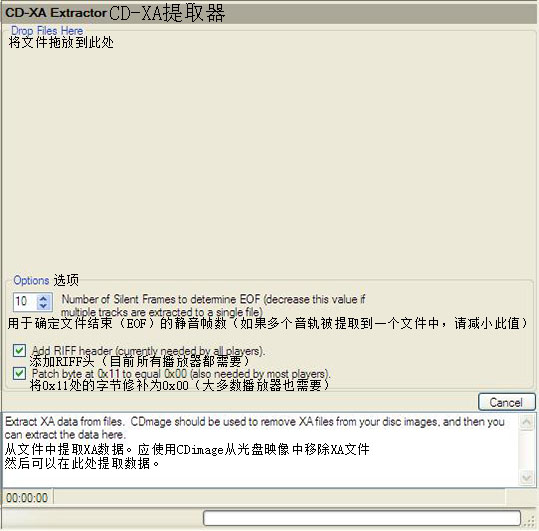 CD-XA Extractor CD-XA提取器
Drop Files Here
将文件拖放到此处
Options 选项
10 Number of Silent Frames to detemine EOF (decrease this value if
multiple tracks are extracted to a single file)
用于确定文件结束（EOF）的静音帧数（如果多个音轨被提取到一个文件中，请减小此值）
Add RIFF header (currently needed by all players).
添加RIFF头（目前所有播放器都需要）
Patch byte at 0x11 to equal 0x00 (also needed by most players).
将0x11处的字节修补为0x00（大多数播放器也需要）
Cancel
Extract XA data from files.  CDmage should be used to remove XA files from your disc images, and then you
can extract the data here.
从文件中提取XA数据。应使用CDimage从光盘映像中移除XA文件
然后可以在此处提取数据。
00:00:00